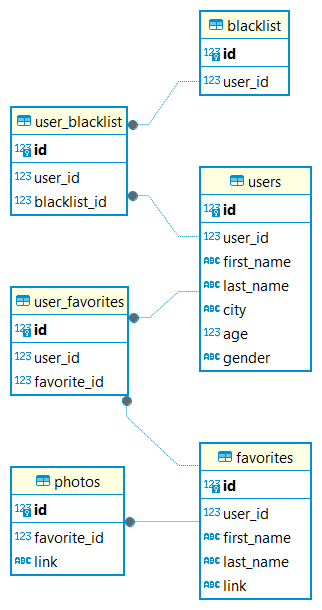 blacklist
123 id
123 user_id
user_blacklist
123 id
123 user_id
123 blacklist_id
users
123 id
123 user_id
ABC first_name
ABC last_name
ABC city
123 age
ABC gender
user_favorites
123 id
123 user_id
123 favorite_id
favorites
123 id
123 user_id
ABC first_name
ABC last_name
ABC link
photos
123 id
123 favorite_id
ABC link